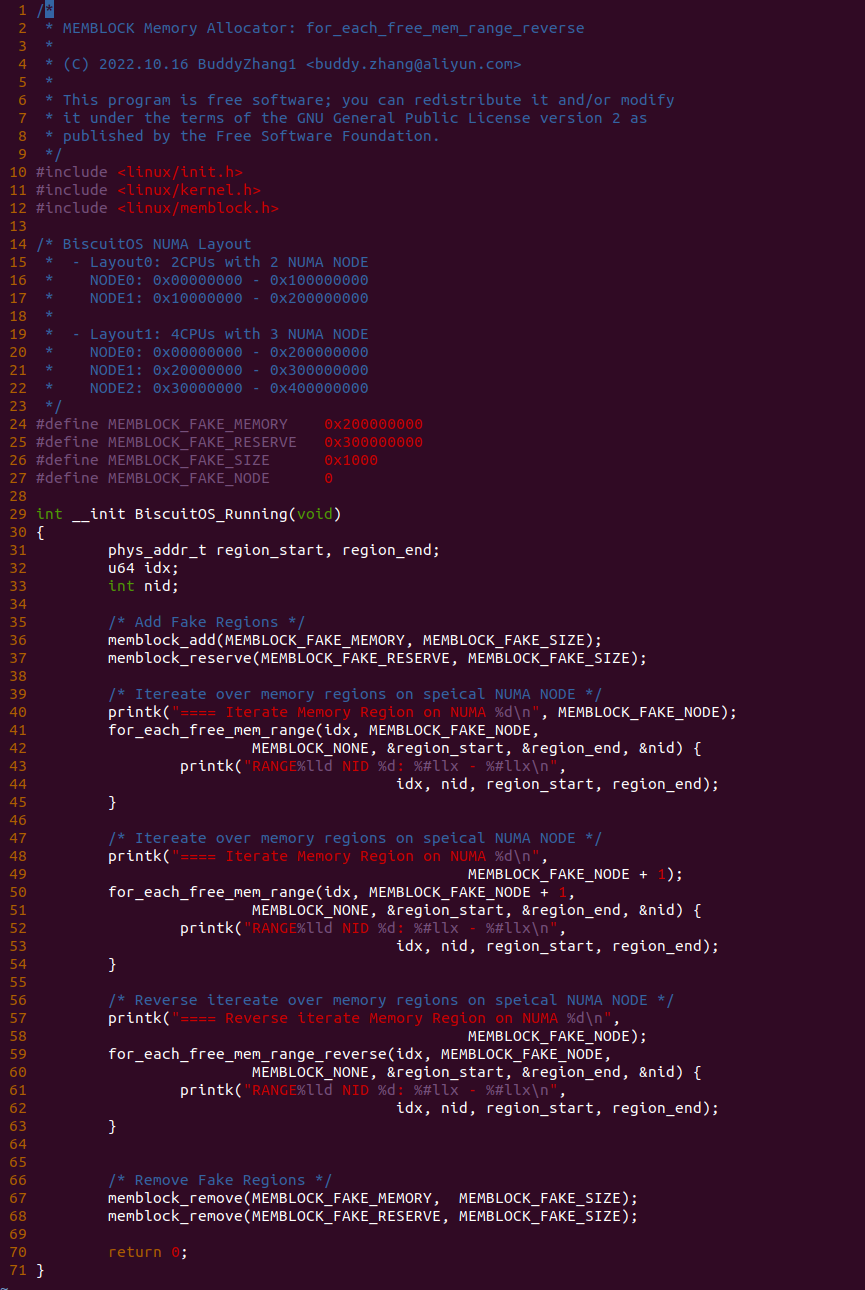 1 /*
2  * MEMBLOCK Memory Allocator: for_each_free_mem_range_reverse
3  *
4  * (C) 2022.10.16 BuddyZhang1 <buddy.zhang@aliyun.com>
5  *
6  * This program is free software; you can redistribute it and/or modify
7  * it under the terms of the GNU General Public License version 2 as
8  * published by the Free Software Foundation.
9  */
10 #include <linux/init.h>
11 #include <linux/kernel.h>
12 #include <linux/memblock.h>
13
14 /* BiscuitOS NUMA Layout
15  *  - Layout0: 2CPUs with 2 NUMA NODE
16  *    NODE0: 0x00000000 - 0x100000000
17  *    NODE1: 0x10000000 - 0x200000000
18  *
19  *  - Layout1: 4CPUs with 3 NUMA NODE
20  *    NODE0: 0x00000000 - 0x200000000
21  *    NODE1: 0x20000000 - 0x300000000
22  *    NODE2: 0x30000000 - 0x400000000
23  */
24 #define MEMBLOCK_FAKE_MEMORY    0x200000000
25 #define MEMBLOCK_FAKE_RESERVE   0x300000000
26 #define MEMBLOCK_FAKE_SIZE      0x1000
27 #define MEMBLOCK_FAKE_NODE      0
28
29 int __init BiscuitOS_Running(void)
30 {
31         phys_addr_t region_start, region_end;
32         u64 idx;
33         int nid;
34
35         /* Add Fake Regions */
36         memblock_add(MEMBLOCK_FAKE_MEMORY, MEMBLOCK_FAKE_SIZE);
37         memblock_reserve(MEMBLOCK_FAKE_RESERVE, MEMBLOCK_FAKE_SIZE);
38
39         /* Itereate over memory regions on speical NUMA NODE */
40         printk("==== Iterate Memory Region on NUMA %d\n", MEMBLOCK_FAKE_NODE);
41         for_each_free_mem_range(idx, MEMBLOCK_FAKE_NODE,
42                         MEMBLOCK_NONE, &region_start, &region_end, &nid) {
43                 printk("RANGE%lld NID %d: %#llx - %#llx\n",
44                                         idx, nid, region_start, region_end);
45         }
46
47         /* Itereate over memory regions on speical NUMA NODE */
48         printk("==== Iterate Memory Region on NUMA %d\n",
49                                                 MEMBLOCK_FAKE_NODE + 1);
50         for_each_free_mem_range(idx, MEMBLOCK_FAKE_NODE + 1,
51                         MEMBLOCK_NONE, &region_start, &region_end, &nid) {
52                 printk("RANGE%lld NID %d: %#llx - %#llx\n",
53                                         idx, nid, region_start, region_end);
54         }
55
56         /* Reverse itereate over memory regions on speical NUMA NODE */
57         printk("==== Reverse iterate Memory Region on NUMA %d\n",
58                                                 MEMBLOCK_FAKE_NODE);
59         for_each_free_mem_range_reverse(idx, MEMBLOCK_FAKE_NODE,
60                         MEMBLOCK_NONE, &region_start, &region_end, &nid) {
61                 printk("RANGE%lld NID %d: %#llx - %#llx\n",
62                                         idx, nid, region_start, region_end);
63         }
64
65
66         /* Remove Fake Regions */
67         memblock_remove(MEMBLOCK_FAKE_MEMORY,  MEMBLOCK_FAKE_SIZE);
68         memblock_remove(MEMBLOCK_FAKE_RESERVE, MEMBLOCK_FAKE_SIZE);
69
70         return 0;
71 }
~